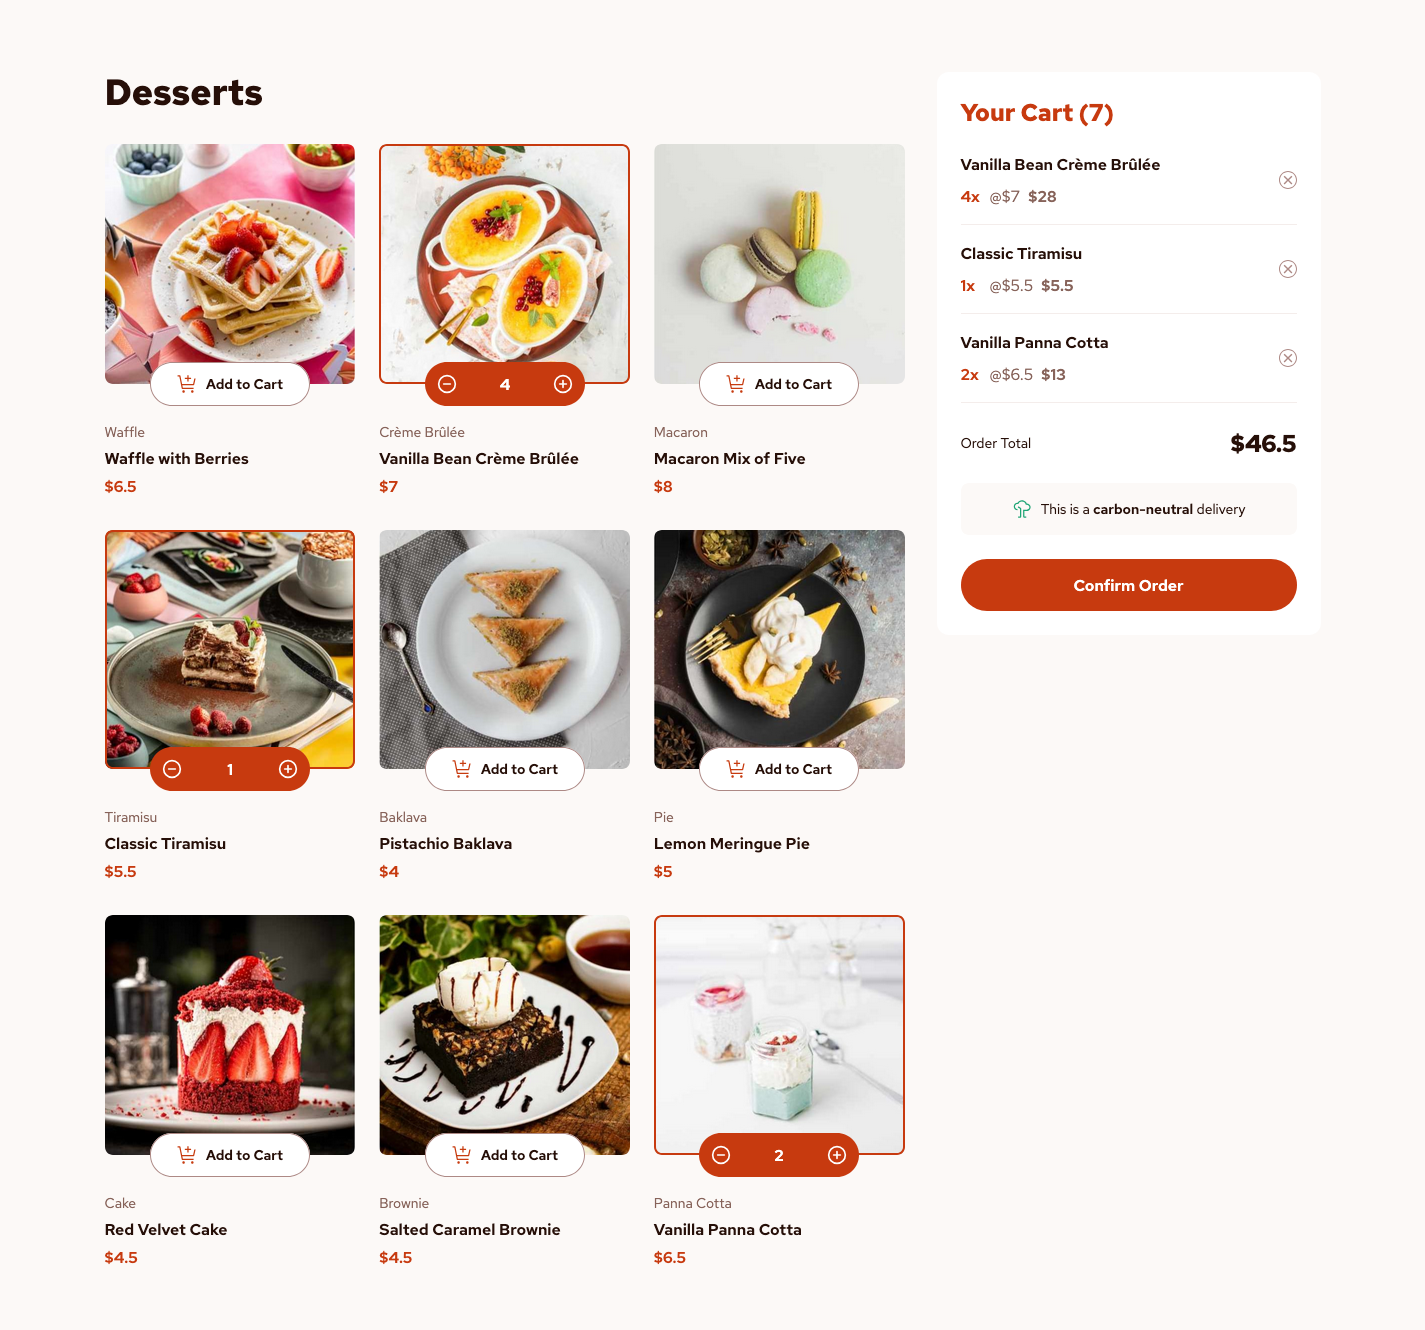 Desserts
Add to Cart
Waffle
Waffle with Berries
$6.5
4
Crème Brûlée
Vanilla Bean Crème Brûlée
$7
Add to Cart
Macaron
Macaron Mix of Five
$8
1
Tiramisu
Classic Tiramisu
$5.5
Add to Cart
Baklava
Pistachio Baklava
$4
Add to Cart
Pie
Lemon Meringue Pie
$5
Add to Cart
Cake
Red Velvet Cake
$4.5
Add to Cart
Brownie
Salted Caramel Brownie
$4.5
2
Panna Cotta
Vanilla Panna Cotta
$6.5
Your Cart (7)
Vanilla Bean Crème Brûlée
4x @$7 $28
Classic Tiramisu
1x @$5.5 $5.5
Vanilla Panna Cotta
2x @$6.5 $13
Order Total $46.5
This is a carbon-neutral delivery
Confirm Order